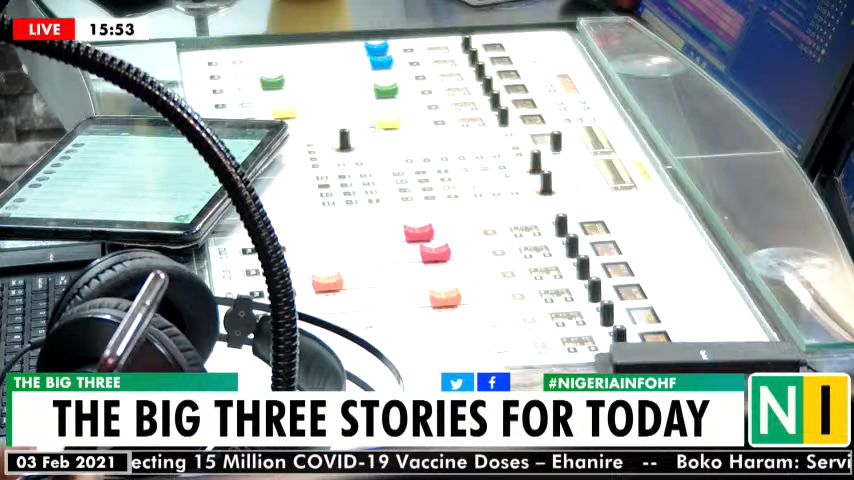 LIVE 15:53
THE BIG THREE
#NIGERIAINFOHF
THE BIG THREE STORIES FOR TODAY
NI
03 Feb 2021 ecting 15 Million COVID-19 Vaccine Doses – Ehanire -- Boko Haram: Servi